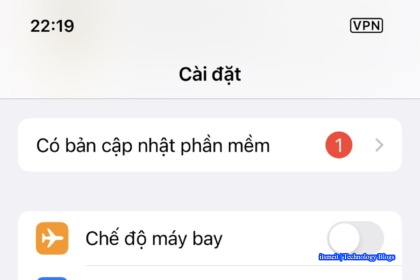 22:19
VPN
Cài đặt
Có bản cập nhật phần mềm 1
Chế độ máy bay
itsmeit 'Technology Blogs